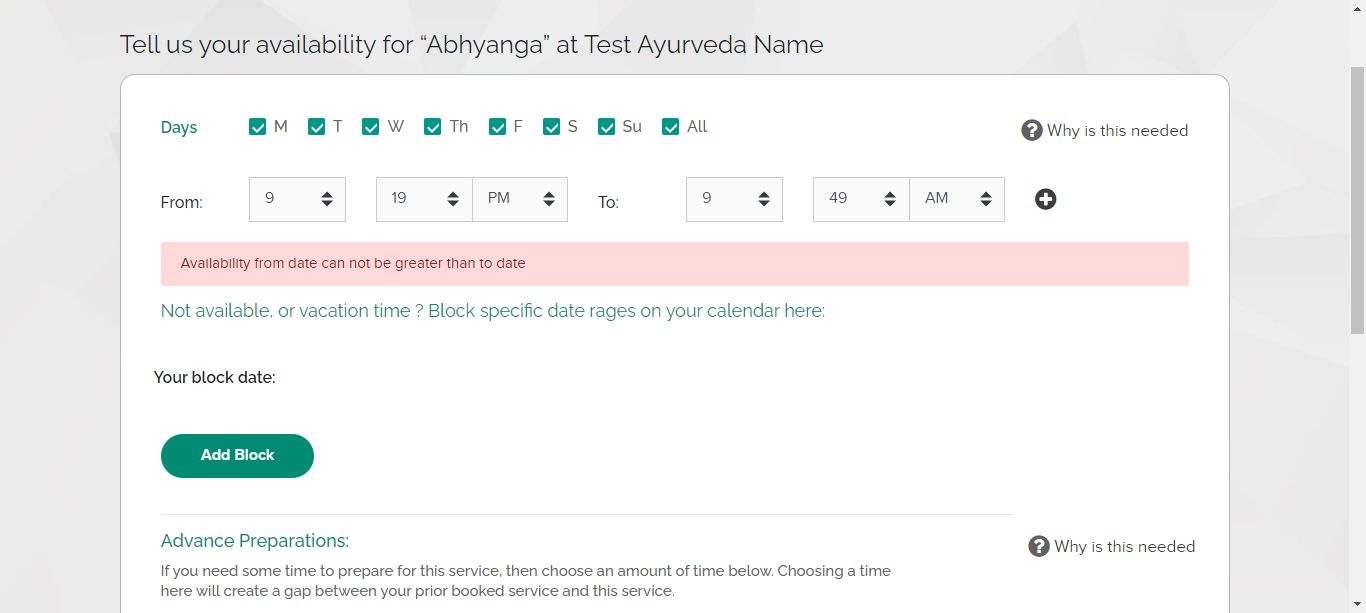 Tell us your availability for “Abhyanga” at Test Ayurveda Name
Days M T W Th F S Su All
Why is this needed
From: 9 19 PM To: 9 49 AM
Availability from date can not be greater than to date
Not available, or vacation time ? Block specific date rages on your calendar here:
Your block date:
Add Block
Advance Preparations:
Why is this needed
If you need some time to prepare for this service, then choose an amount of time below. Choosing a time
here will create a gap between your prior booked service and this service.